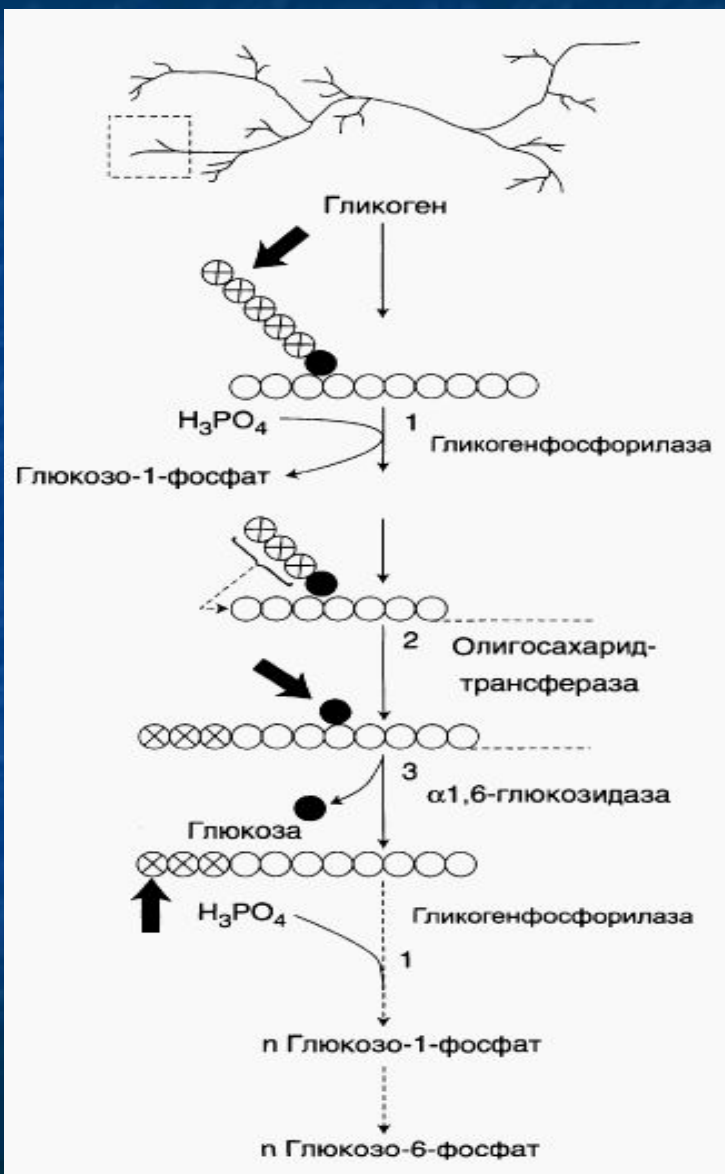 Гликоген
H₃PO₄
1
Гликогенфосфорилаза
Глюкозо-1-фосфат
2
Олигосахарид-
трансфераза
3
α1,6-глюкозидаза
Глюкоза
H₃PO₄
Гликогенфосфорилаза
1
n Глюкозо-1-фосфат
n Глюкозо-6-фосфат